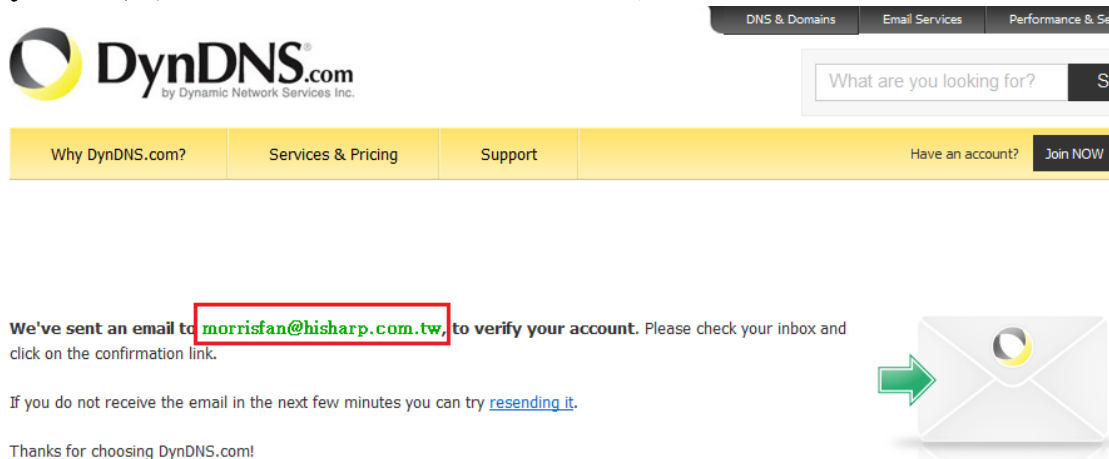 DNS & Domains Email Services Performance &
DynDNS.com
by Dynamic Network Services Inc.
What are you looking for? S
Why DynDNS.com? Services & Pricing Support Have an account? Join NOW
We've sent an email to morrisfan@hisharp.com.tw, to verify your account. Please check your inbox and
click on the confirmation link.
If you do not receive the email in the next few minutes you can try resending it.
Thanks for choosing DynDNS.com!